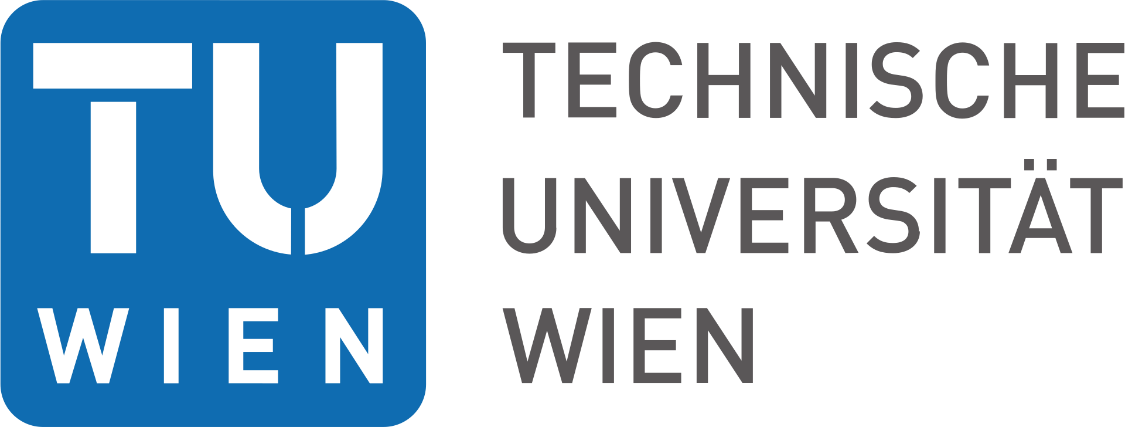 TU
WIEN
TECHNISCHE
UNIVERSITÄT
WIEN